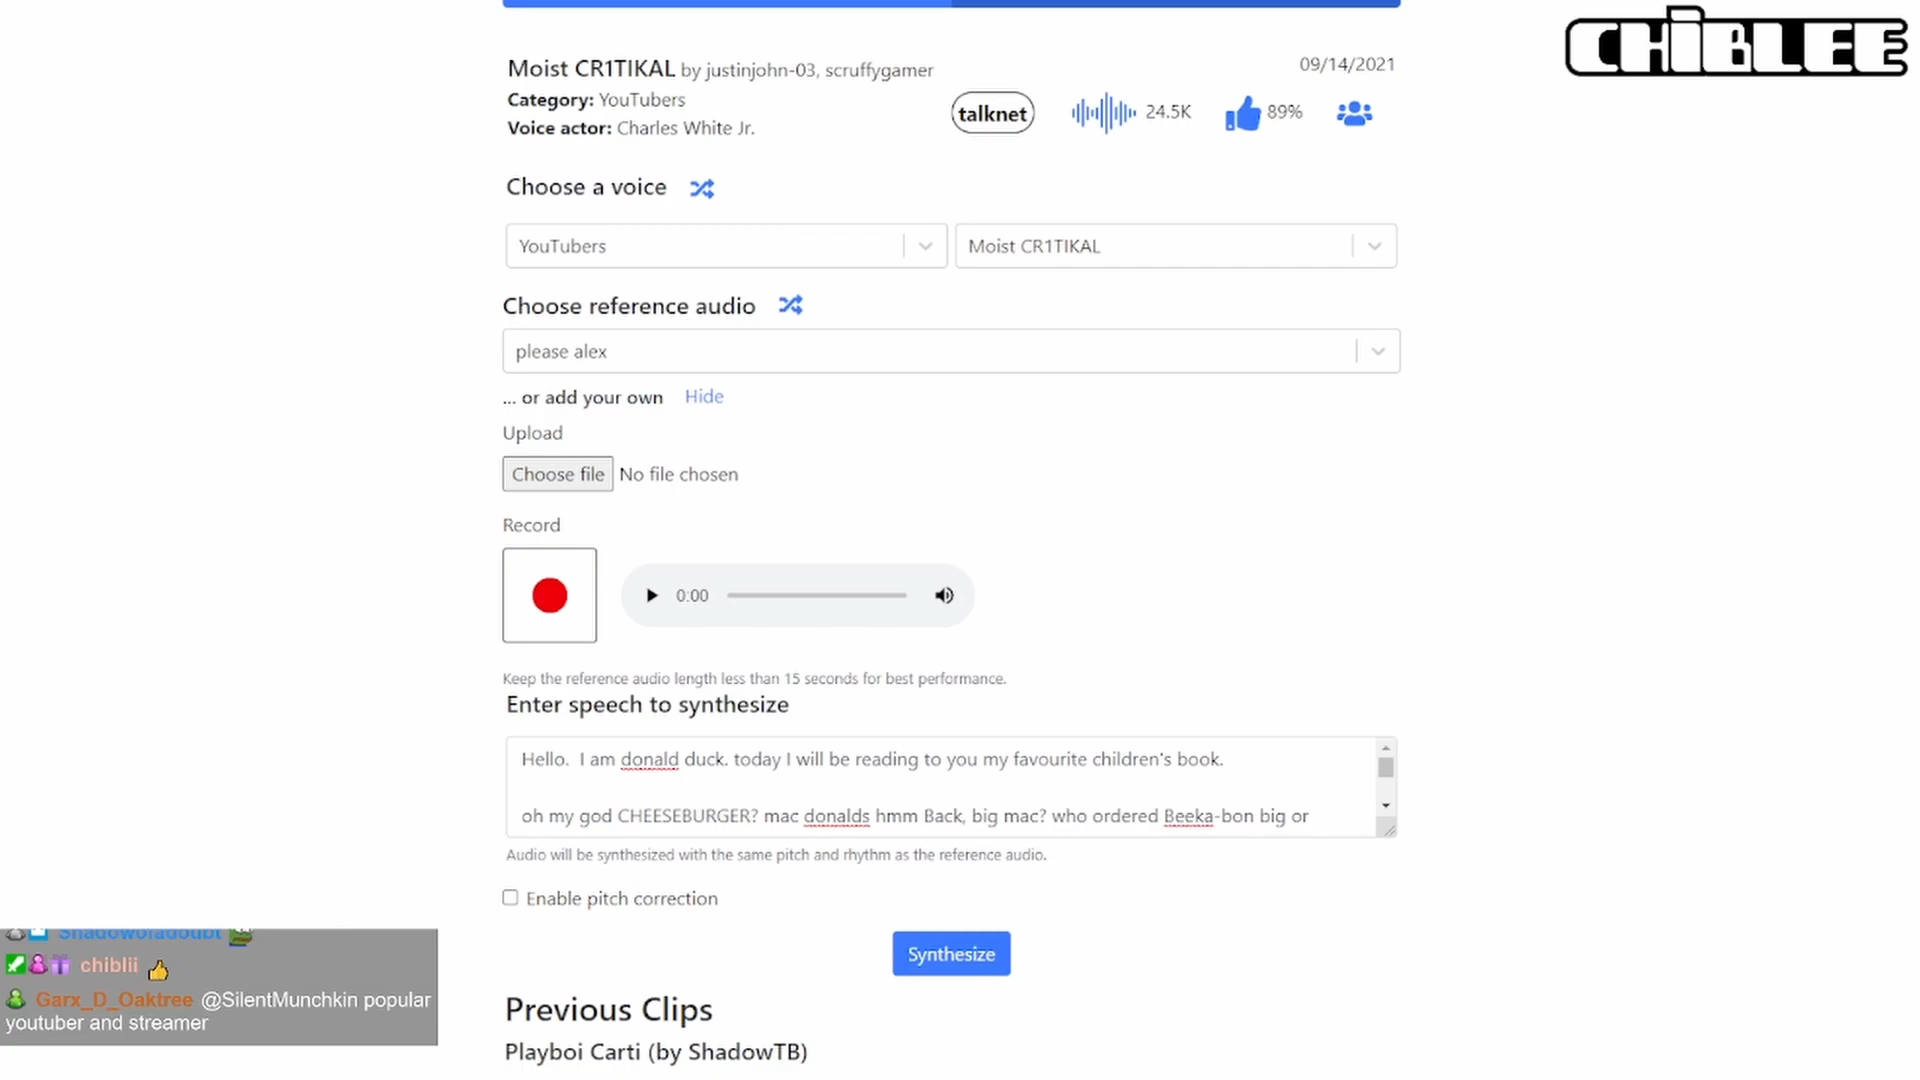 CHIBLEE
Moist CR1TIKAL by justinjohn-03, scruffygamer
09/14/2021
Category: YouTubers
Voice actor: Charles White Jr.
talknet
24.5K
89%
Choose a voice
YouTubers
Moist CR1TIKAL
Choose reference audio
please alex
... or add your own Hide
Upload
Choose file No file chosen
Record
0:00
Keep the reference audio length less than 15 seconds for best performance.
Enter speech to synthesize
Hello.  I am donald duck. today I will be reading to you my favourite children's book.
oh my god CHEESEBURGER? mac donalds hmm Back, big mac? who ordered Beeka-bon big or
Audio will be synthesized with the same pitch and rhythm as the reference audio.
Enable pitch correction
Synthesize
Previous Clips
Playboi Carti (by ShadowTB)
Shadowofadoubt
chiblii
Garx_D_Oaktree @SilentMunchkin popular
youtuber and streamer